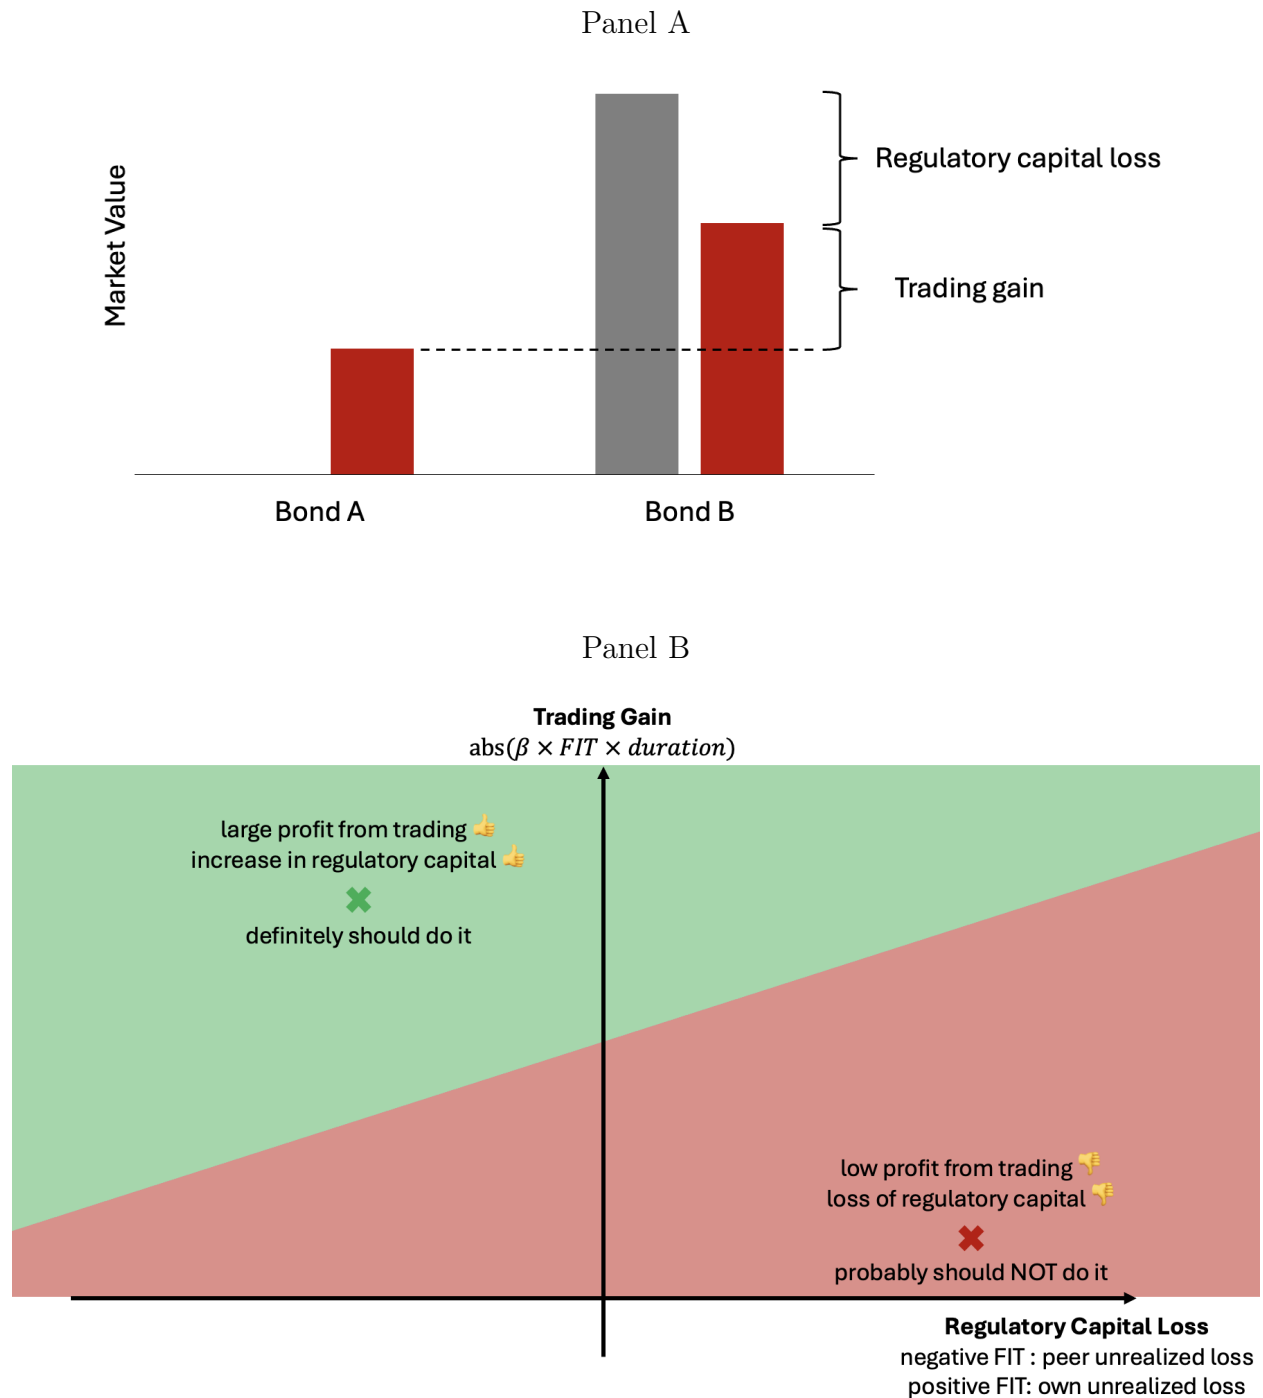 Panel A
Market Value
Regulatory capital loss
Trading gain
Bond A
Bond B
Panel B
Trading Gain
abs(β × FIT × duration)
large profit from trading 👍
increase in regulatory capital 👍
definitely should do it
low profit from trading 👎
loss of regulatory capital 👎
probably should NOT do it
Regulatory Capital Loss
negative FIT : peer unrealized loss
positive FIT: own unrealized loss